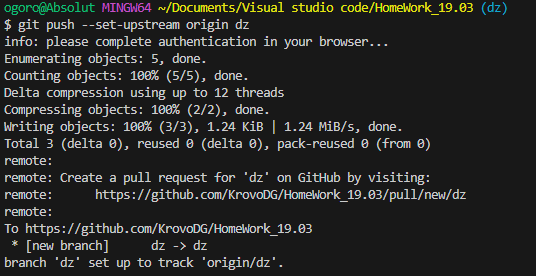 ogoro@Absolut MINGW64 ~/Documents/Visual studio code/HomeWork_19.03 (dz)
$ git push --set-upstream origin dz
info: please complete authentication in your browser...
Enumerating objects: 5, done.
Counting objects: 100% (5/5), done.
Delta compression using up to 12 threads
Compressing objects: 100% (2/2), done.
Writing objects: 100% (3/3), 1.24 KiB | 1.24 MiB/s, done.
Total 3 (delta 0), reused 0 (delta 0), pack-reused 0 (from 0)
remote:
remote: Create a pull request for 'dz' on GitHub by visiting:
remote:      https://github.com/KrovoDG/HomeWork_19.03/pull/new/dz
remote:
To https://github.com/KrovoDG/HomeWork_19.03
 * [new branch]      dz -> dz
branch 'dz' set up to track 'origin/dz'.